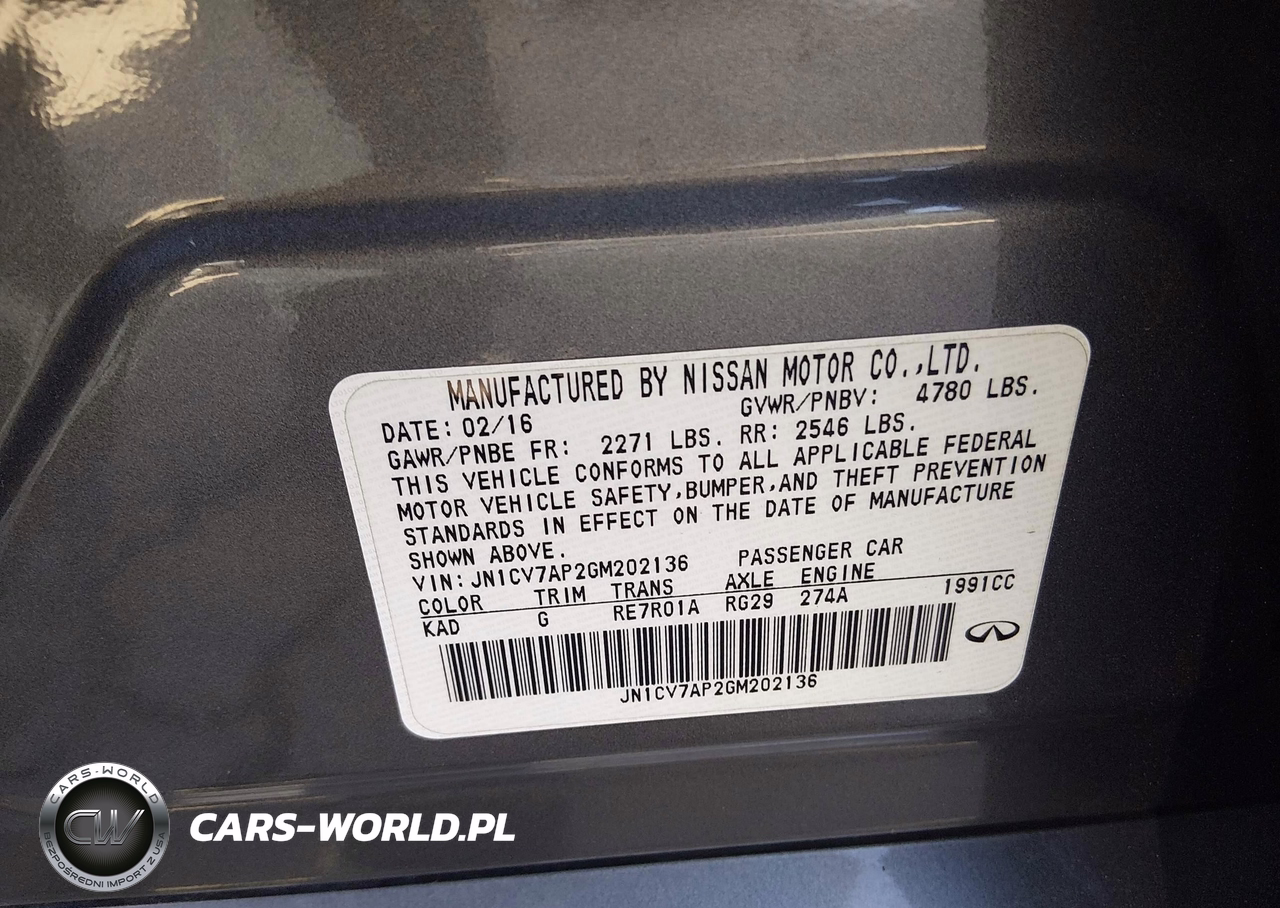 MANUFACTURED BY NISSAN MOTOR CO.,LTD.
DATE: 02/16 GVWR/PNBV: 4780 LBS.
GAWR/PNBE FR: 2271 LBS. RR: 2546 LBS.
THIS VEHICLE CONFORMS TO ALL APPLICABLE FEDERAL
MOTOR VEHICLE SAFETY,BUMPER,AND THEFT PREVENTION
STANDARDS IN EFFECT ON THE DATE OF MANUFACTURE
SHOWN ABOVE.
VIN: JN1CV7AP2GM202136 PASSENGER CAR
COLOR TRIM TRANS AXLE ENGINE
KAD G RE7R01A RG29 274A 1991CC
JN1CV7AP2GM202136
CARS-WORLD
CW
BEZPOŚREDNI IMPORT Z USA
CARS-WORLD.PL